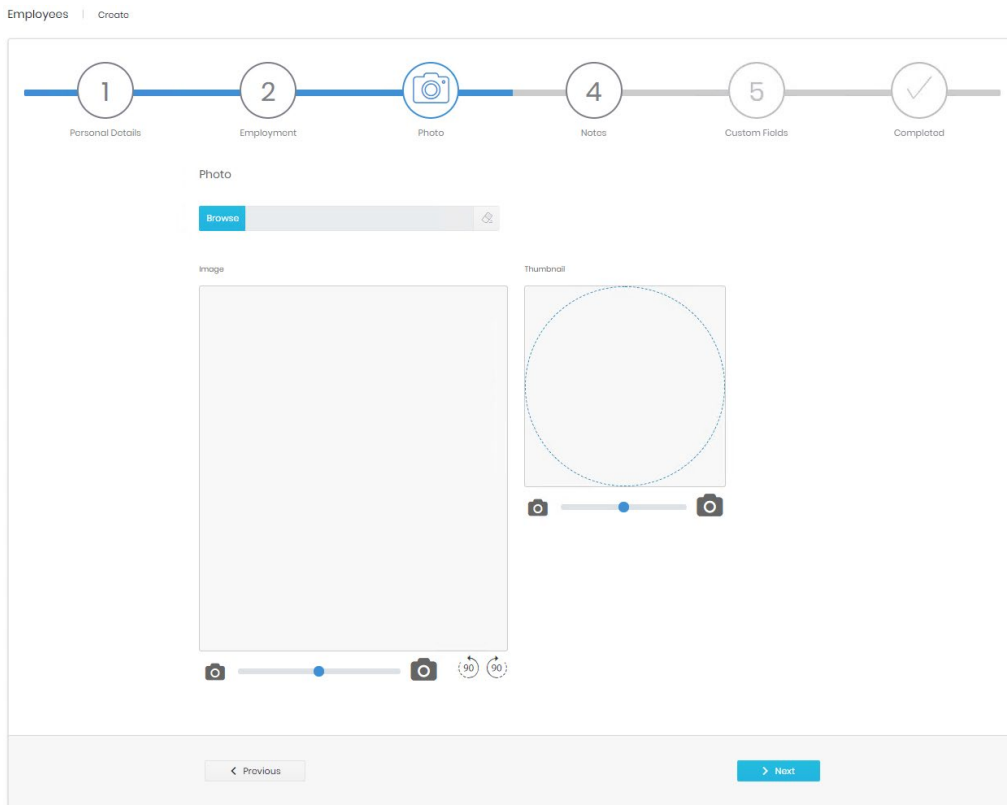 Employees | Create
1 2 4 5
Personal Details Employment Photo Notes Custom Fields Completed
Photo
Browse
Image Thumbnail
90 90
Previous Next